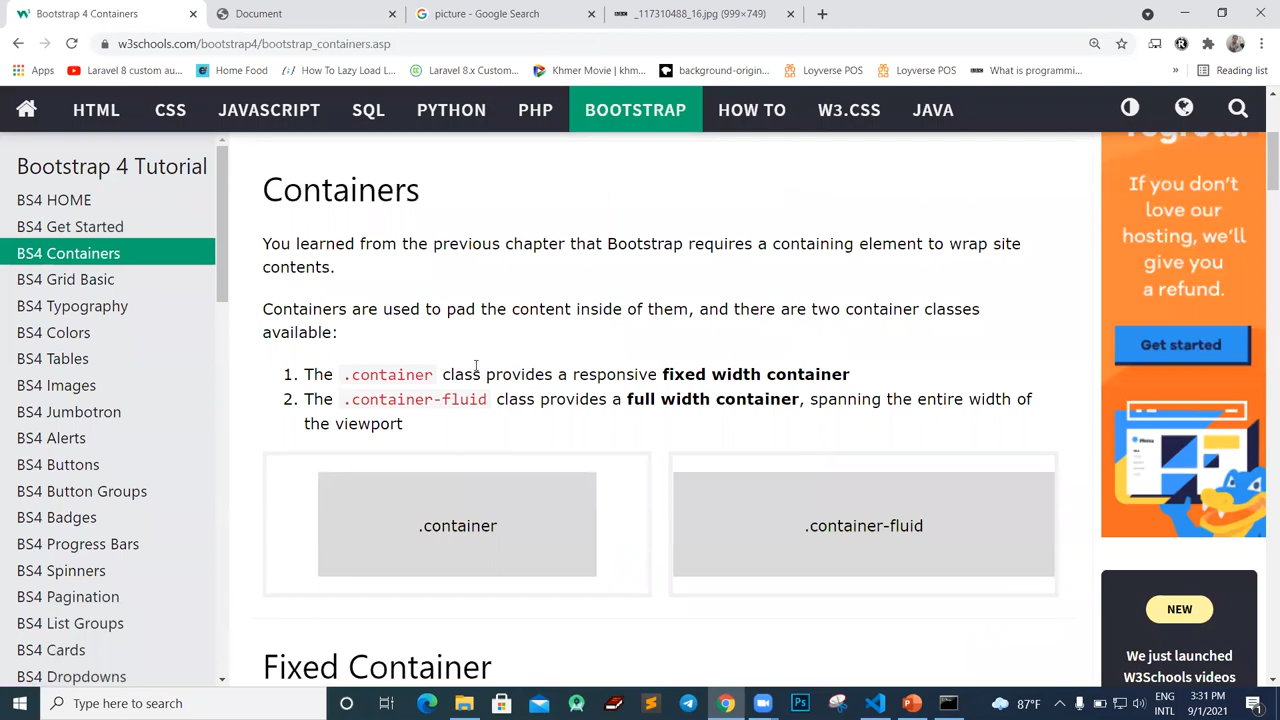 Bootstrap 4 Containers
Document
picture - Google Search
_117310488_16.jpg (999×749)
w3schools.com/bootstrap4/bootstrap_containers.asp
Apps
Laravel 8 custom au...
Home Food
How To Lazy Load L...
Laravel 8.x Custom...
Khmer Movie | khm...
background-origin...
Loyverse POS
Loyverse POS
What is programmi...
»
Reading list
HTML
CSS
JAVASCRIPT
SQL
PYTHON
PHP
BOOTSTRAP
HOW TO
W3.CSS
JAVA
Bootstrap 4 Tutorial
BS4 HOME
BS4 Get Started
BS4 Containers
BS4 Grid Basic
BS4 Typography
BS4 Colors
BS4 Tables
BS4 Images
BS4 Jumbotron
BS4 Alerts
BS4 Buttons
BS4 Button Groups
BS4 Badges
BS4 Progress Bars
BS4 Spinners
BS4 Pagination
BS4 List Groups
BS4 Cards
BS4 Dropdowns
Containers
You learned from the previous chapter that Bootstrap requires a containing element to wrap site
contents.
Containers are used to pad the content inside of them, and there are two container classes
available:
1. The .container class provides a responsive fixed width container
2. The .container-fluid class provides a full width container, spanning the entire width of
the viewport
.container
.container-fluid
Fixed Container
If you don't
love our
hosting, we'll
give you
a refund.
Get started
NEW
We just launched
W3Schools videos
Type here to search
87°F
ENG
INTL
3:31 PM
9/1/2021